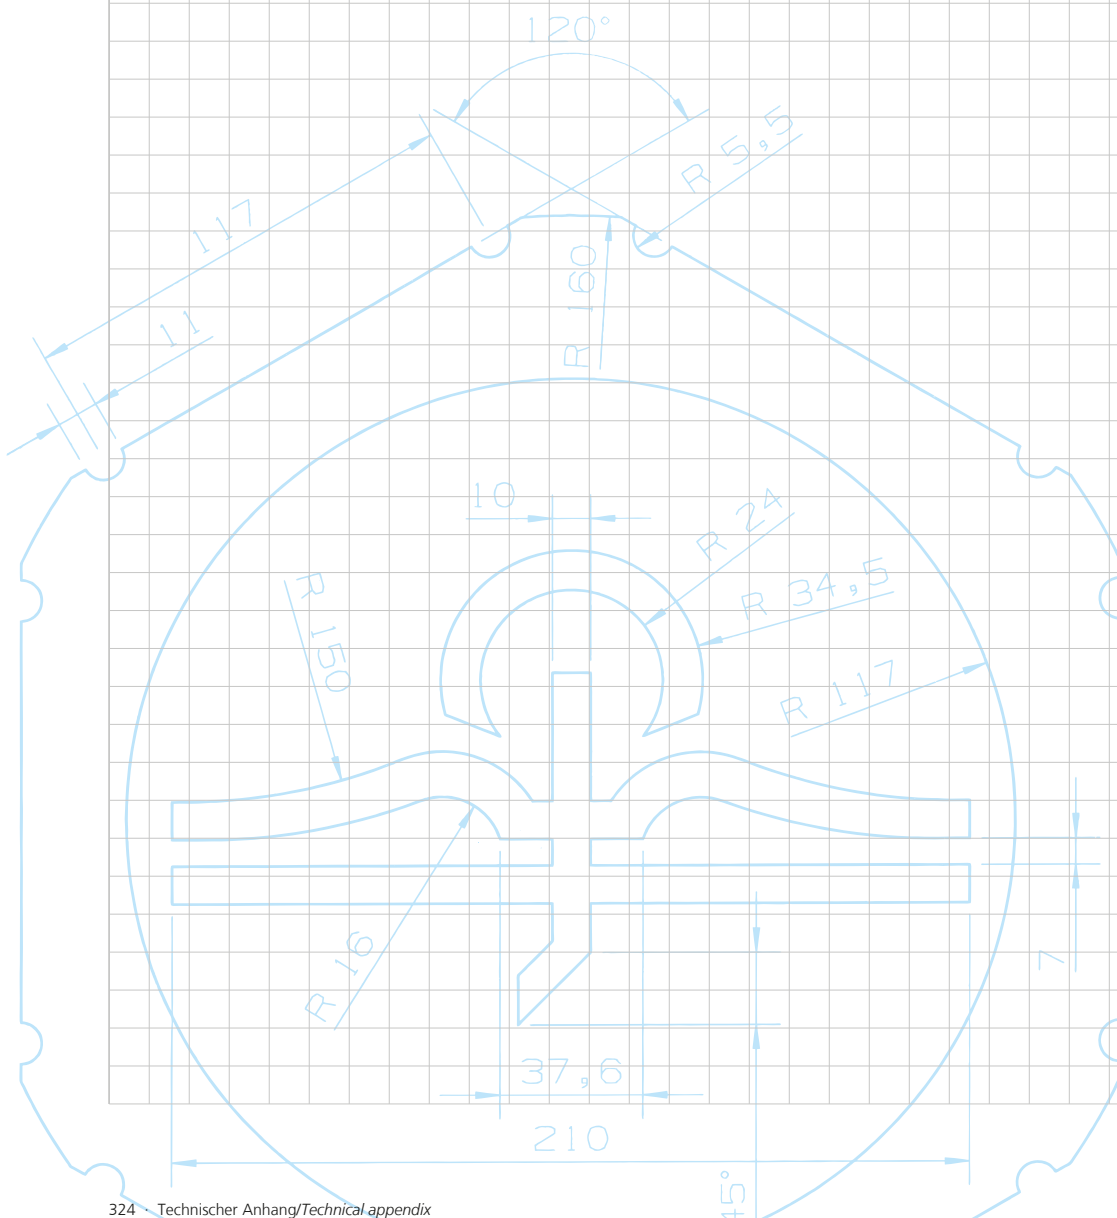 120°
R 5,5
117
R 160
11
10
R 24
R 34,5
R 150
R 117
7
R 16
37,6
210
45°
324 · Technischer Anhang/Technical appendix